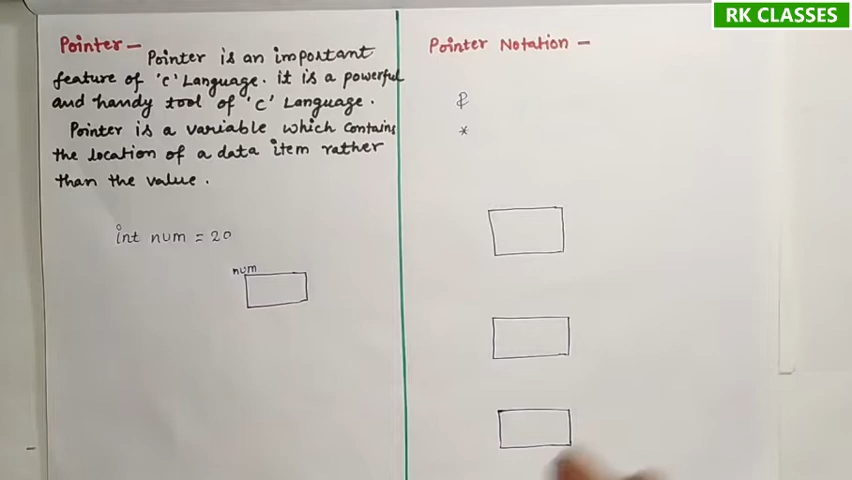 RK CLASSES
Pointer -
Pointer is an important
feature of 'c' Language. it is a powerful
and handy tool of 'c' Language.
Pointer is a variable which contains
the location of a data item rather
than the value.
int num = 20
num
Pointer Notation -
&
*